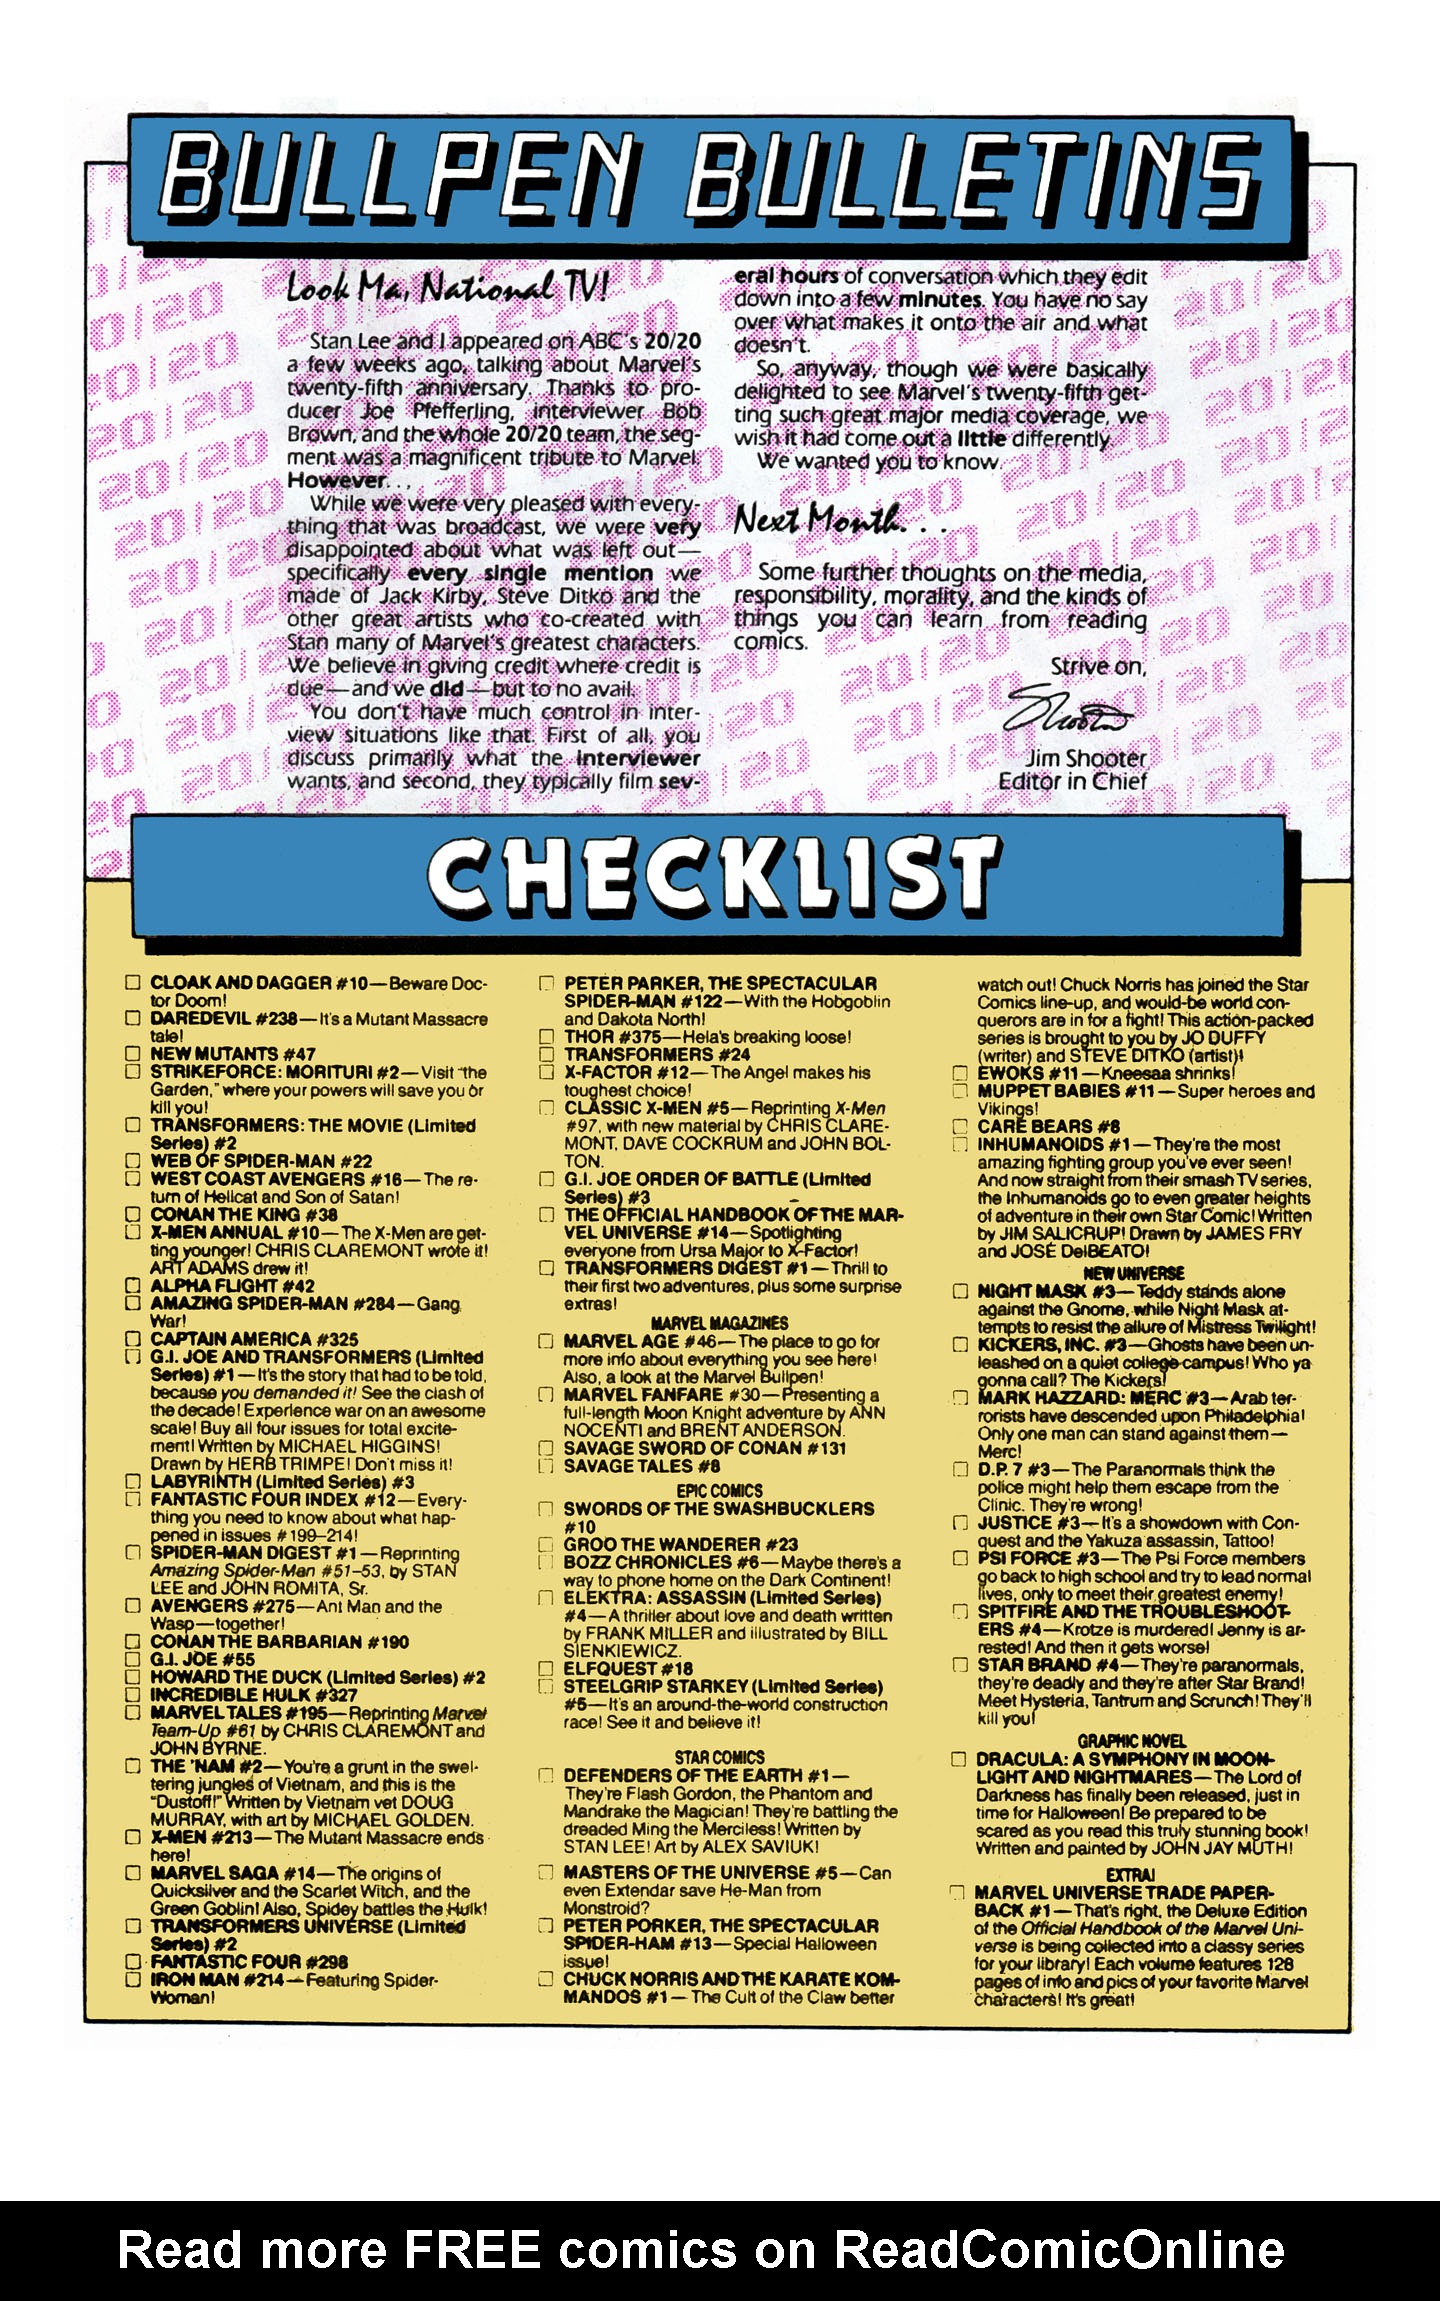 BULLPEN BULLETINS
Look Ma, National TV!
Stan Lee and I appeared on ABC's 20/20
a few weeks ago, talking about Marvel's
twenty-fifth anniversary. Thanks to pro-
ducer Joe Pfefferling, interviewer Bob
Brown, and the whole 20/20 team, the seg-
ment was a magnificent tribute to Marvel.
However. . .
While we were very pleased with every-
thing that was broadcast, we were very
disappointed about what was left out—
specifically every single mention we
made of Jack Kirby, Steve Ditko and the
other great artists who co-created with
Stan many of Marvel's greatest characters.
We believe in giving credit where credit is
due—and we did—but to no avail.
You don't have much control in inter-
view situations like that. First of all, you
discuss primarily what the interviewer
wants, and second, they typically film sev-
eral hours of conversation which they edit
down into a few minutes. You have no say
over what makes it onto the air and what
doesn't.
So, anyway, though we were basically
delighted to see Marvel's twenty-fifth get-
ting such great major media coverage, we
wish it had come out a little differently.
We wanted you to know.
Next Month. . .
Some further thoughts on the media,
responsibility, morality, and the kinds of
things you can learn from reading
comics.
Strive on,
JShooter
Jim Shooter
Editor in Chief
CHECKLIST
CLOAK AND DAGGER #10—Beware Doc-
tor Doom!
DAREDEVIL #238—It's a Mutant Massacre
tale!
NEW MUTANTS #47
STRIKEFORCE: MORITURI #2—Visit "the
Garden," where your powers will save you or
kill you!
TRANSFORMERS: THE MOVIE (Limited
Series) #2
WEB OF SPIDER-MAN #22
WEST COAST AVENGERS #16—The re-
turn of Hellcat and Son of Satan!
CONAN THE KING #38
X-MEN ANNUAL #10—The X-Men are get-
ting younger! CHRIS CLAREMONT wrote it!
ART ADAMS drew it!
ALPHA FLIGHT #42
AMAZING SPIDER-MAN #284—Gang
War!
CAPTAIN AMERICA #325
G.I. JOE AND TRANSFORMERS (Limited
Series) #1—It's the story that had to be told,
because you demanded it! See the clash of
the decade! Experience war on an awesome
scale! Buy all four issues for total excite-
ment! Written by MICHAEL HIGGINS!
Drawn by HERB TRIMPE! Don't miss it!
LABYRINTH (Limited Series) #3
FANTASTIC FOUR INDEX #12—Every-
thing you need to know about what hap-
pened in issues #199–214!
SPIDER-MAN DIGEST #1—Reprinting
Amazing Spider-Man #51–53, by STAN
LEE and JOHN ROMITA, Sr.
AVENGERS #275—Ant Man and the
Wasp—together!
CONAN THE BARBARIAN #190
G.I. JOE #55
HOWARD THE DUCK (Limited Series) #2
INCREDIBLE HULK #327
MARVEL TALES #195—Reprinting Marvel
Team-Up #61 by CHRIS CLAREMONT and
JOHN BYRNE.
THE 'NAM #2—You're a grunt in the swel-
tering jungles of Vietnam, and this is the
"Dustoff!" Written by Vietnam vet DOUG
MURRAY, with art by MICHAEL GOLDEN.
X-MEN #213—The Mutant Massacre ends
here!
MARVEL SAGA #14—The origins of
Quicksilver and the Scarlet Witch, and the
Green Goblin! Also, Spidey battles the Hulk!
TRANSFORMERS UNIVERSE (Limited
Series) #2
FANTASTIC FOUR #298
IRON MAN #214—Featuring Spider-
Woman!
PETER PARKER, THE SPECTACULAR
SPIDER-MAN #122—With the Hobgoblin
and Dakota North!
THOR #375—Hela's breaking loose!
TRANSFORMERS #24
X-FACTOR #12—The Angel makes his
toughest choice!
CLASSIC X-MEN #5—Reprinting X-Men
#97, with new material by CHRIS CLARE-
MONT, DAVE COCKRUM and JOHN BOL-
TON.
G.I. JOE ORDER OF BATTLE (Limited
Series) #3
THE OFFICIAL HANDBOOK OF THE MAR-
VEL UNIVERSE #14—Spotlighting
everyone from Ursa Major to X-Factor!
TRANSFORMERS DIGEST #1—Thrill to
their first two adventures, plus some surprise
extras!
MARVEL MAGAZINES
MARVEL AGE #46—The place to go for
more info about everything you see here!
Also, a look at the Marvel Bullpen!
MARVEL FANFARE #30—Presenting a
full-length Moon Knight adventure by ANN
NOCENTI and BRENT ANDERSON.
SAVAGE SWORD OF CONAN #131
SAVAGE TALES #8
EPIC COMICS
SWORDS OF THE SWASHBUCKLERS
#10
GROO THE WANDERER #23
BOZZ CHRONICLES #6—Maybe there's a
way to phone home on the Dark Continent!
ELEKTRA: ASSASSIN (Limited Series)
#4—A thriller about love and death written
by FRANK MILLER and illustrated by BILL
SIENKIEWICZ.
ELFQUEST #18
STEELGRIP STARKEY (Limited Series)
#5—It's an around-the-world construction
race! See it and believe it!
STAR COMICS
DEFENDERS OF THE EARTH #1—
They're Flash Gordon, the Phantom and
Mandrake the Magician! They're battling the
dreaded Ming the Merciless! Written by
STAN LEE! Art by ALEX SAVIUK!
MASTERS OF THE UNIVERSE #5—Can
even Extendar save He-Man from
Monstroid?
PETER PORKER, THE SPECTACULAR
SPIDER-HAM #13—Special Halloween
issue!
CHUCK NORRIS AND THE KARATE KOM-
MANDOS #1—The Cult of the Claw better
watch out! Chuck Norris has joined the Star
Comics line-up, and would-be world con-
querors are in for a fight! This action-packed
series is brought to you by JO DUFFY
(writer) and STEVE DITKO (artist)!
EWOKS #11—Kneesaa shrinks!
MUPPET BABIES #11—Super heroes and
Vikings!
CARE BEARS #8
INHUMANOIDS #1—They're the most
amazing fighting group you've ever seen!
And now straight from their smash TV series,
the Inhumanoids go to even greater heights
of adventure in their own Star Comic! Written
by JIM SALICRUP! Drawn by JAMES FRY
and JOSÉ DelBEATO!
NEW UNIVERSE
NIGHT MASK #3—Teddy stands alone
against the Gnome, while Night Mask at-
tempts to resist the allure of Mistress Twilight!
KICKERS, INC. #3—Ghosts have been un-
leashed on a quiet college campus! Who ya
gonna call? The Kickers!
MARK HAZZARD: MERC #3—Arab ter-
rorists have descended upon Philadelphia!
Only one man can stand against them—
Merc!
D.P. 7 #3—The Paranormals think the
police might help them escape from the
Clinic. They're wrong!
JUSTICE #3—It's a showdown with Con-
quest and the Yakuza assassin, Tattoo!
PSI FORCE #3—The Psi Force members
go back to high school and try to lead normal
lives, only to meet their greatest enemy!
SPITFIRE AND THE TROUBLESHOOT-
ERS #4—Krotze is murdered! Jenny is ar-
rested! And then it gets worse!
STAR BRAND #4—They're paranormals,
they're deadly and they're after Star Brand!
Meet Hysteria, Tantrum and Scrunch! They'll
kill you!
GRAPHIC NOVEL
DRACULA: A SYMPHONY IN MOON-
LIGHT AND NIGHTMARES—The Lord of
Darkness has finally been released, just in
time for Halloween! Be prepared to be
scared as you read this truly stunning book!
Written and painted by JOHN JAY MUTH!
EXTRA!
MARVEL UNIVERSE TRADE PAPER-
BACK #1—That's right, the Deluxe Edition
of the Official Handbook of the Marvel Uni-
verse is being collected into a classy series
for your library! Each volume features 128
pages of info and pics of your favorite Marvel
characters! It's great!
Read more FREE comics on ReadComicOnline